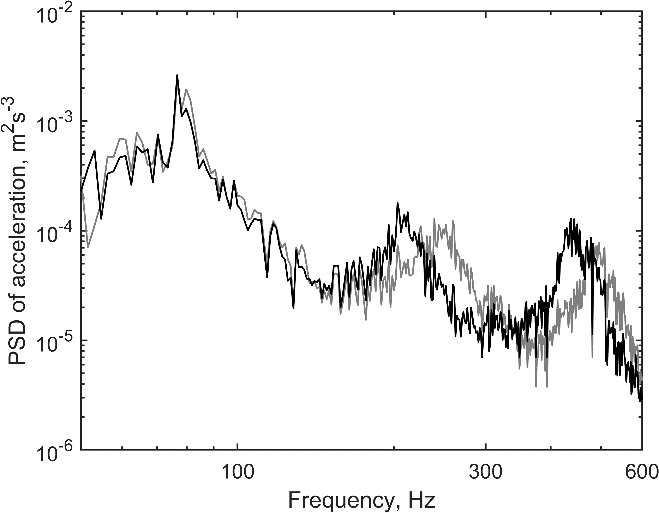 10^-2
10^-3
10^-4
10^-5
10^-6
PSD of acceleration, m^2s^-3
100 300 600
Frequency, Hz